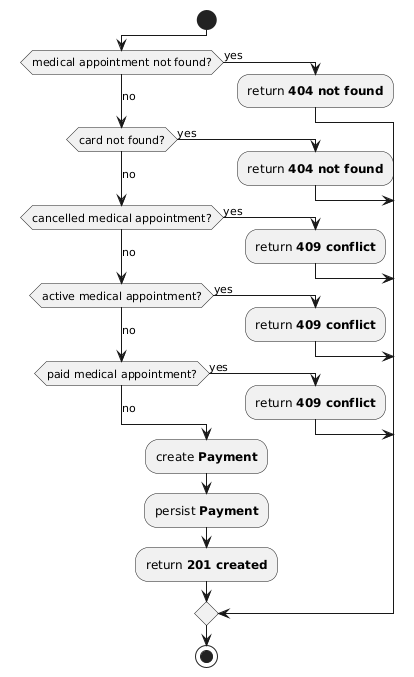 medical appointment not found?
yes
return 404 not found
no
card not found?
yes
return 404 not found
no
cancelled medical appointment?
yes
return 409 conflict
no
active medical appointment?
yes
return 409 conflict
no
paid medical appointment?
yes
return 409 conflict
no
create Payment
persist Payment
return 201 created